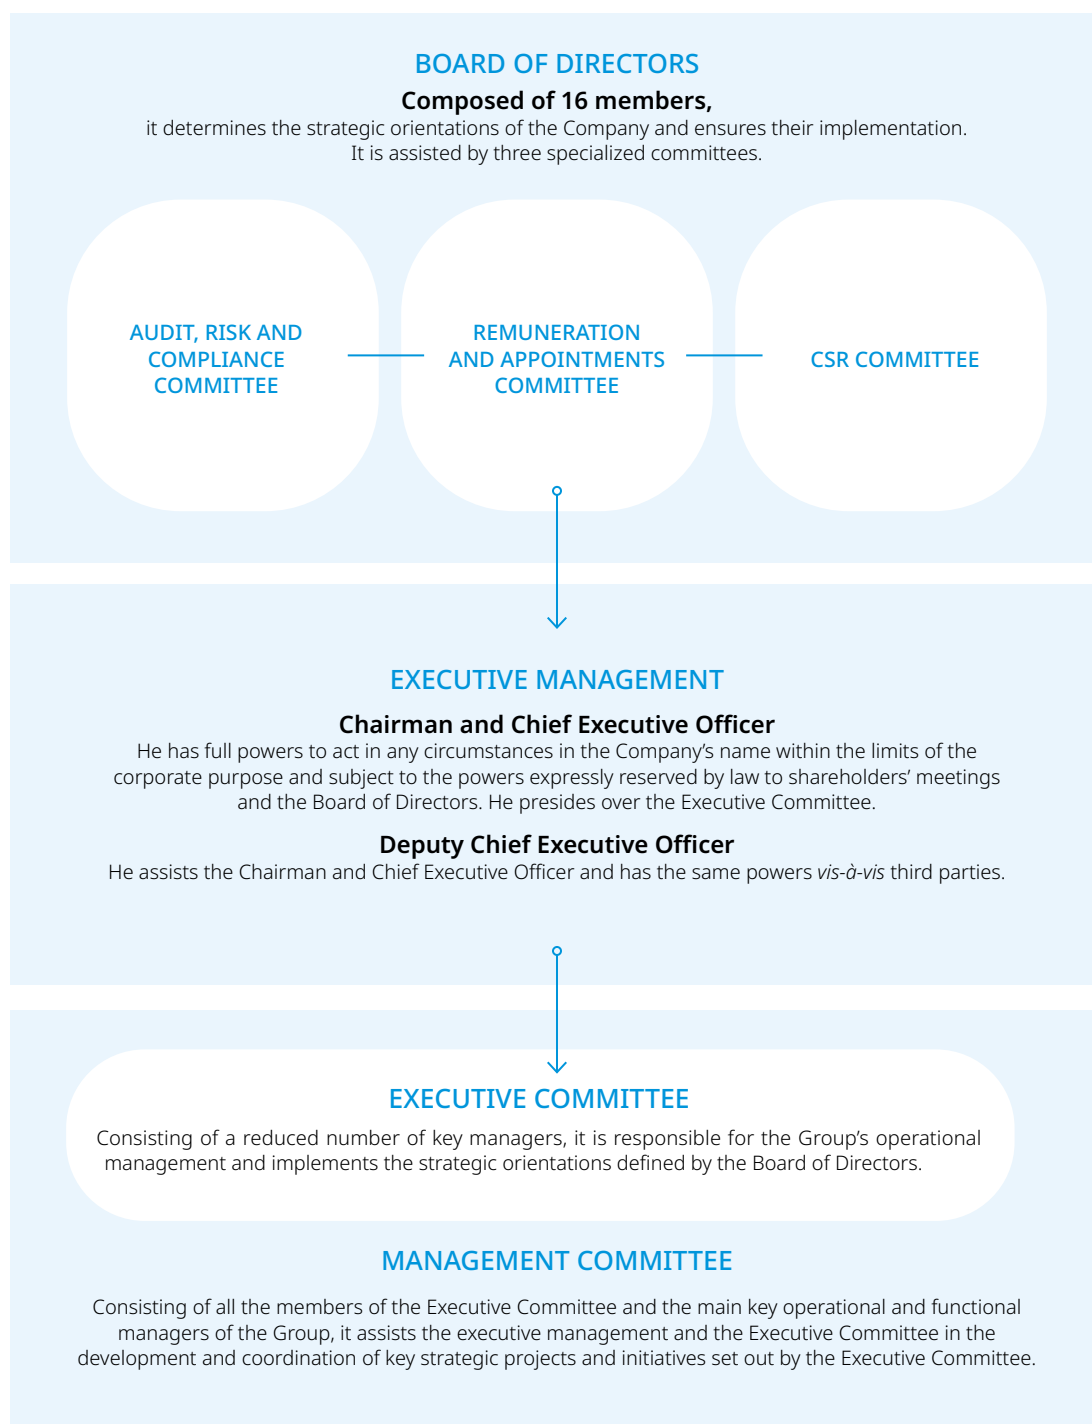 BOARD OF DIRECTORS
Composed of 16 members,
it determines the strategic orientations of the Company and ensures their implementation.
It is assisted by three specialized committees.
AUDIT, RISK AND
COMPLIANCE
COMMITTEE
REMUNERATION
AND APPOINTMENTS
COMMITTEE
CSR COMMITTEE
EXECUTIVE MANAGEMENT
Chairman and Chief Executive Officer
He has full powers to act in any circumstances in the Company’s name within the limits of the
corporate purpose and subject to the powers expressly reserved by law to shareholders’ meetings
and the Board of Directors. He presides over the Executive Committee.
Deputy Chief Executive Officer
He assists the Chairman and Chief Executive Officer and has the same powers vis-à-vis third parties.
EXECUTIVE COMMITTEE
Consisting of a reduced number of key managers, it is responsible for the Group’s operational
management and implements the strategic orientations defined by the Board of Directors.
MANAGEMENT COMMITTEE
Consisting of all the members of the Executive Committee and the main key operational and functional
managers of the Group, it assists the executive management and the Executive Committee in the
development and coordination of key strategic projects and initiatives set out by the Executive Committee.